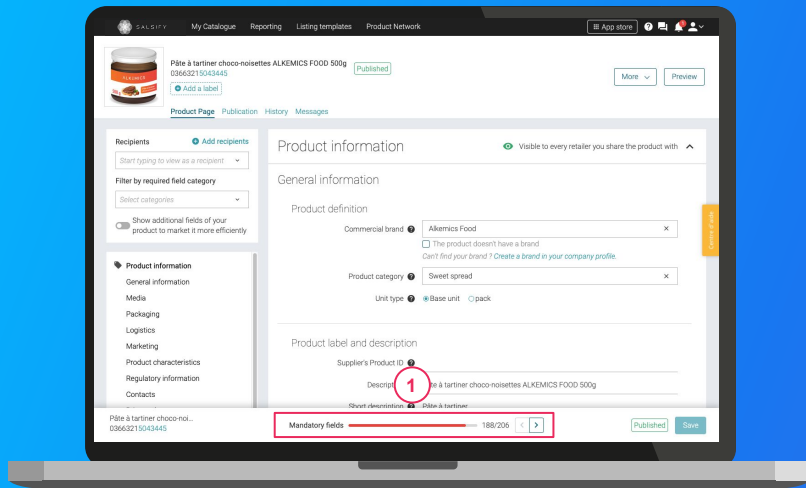 SALSIFY My Catalogue Reporting Listing templates Product Network App store
Pâte à tartiner choco-noisettes ALKEMICS FOOD 500g Published
03663215043445
Add a label
More Preview
Product Page Publication History Messages
ALKEMICS
Recipients Add recipients
Start typing to view as a recipient
Filter by required field category
Select categories
Show additional fields of your
product to market it more efficiently
Product information
General information
Media
Packaging
Logistics
Marketing
Product characteristics
Regulatory information
Contacts
Product information Visible to every retailer you share the product with
General information
Product definition
Commercial brand Alkemics Food
The product doesn't have a brand
Can't find your brand ? Create a brand in your company profile.
Product category Sweet spread
Unit type Base unit pack
Product label and description
Supplier's Product ID
Descript te à tartiner choco-noisettes ALKEMICS FOOD 500g
Short description Pâte à tartiner
1
Centre d'aide
Pâte à tartiner choco-noi...
03663215043445
Mandatory fields 188/206
Published Save